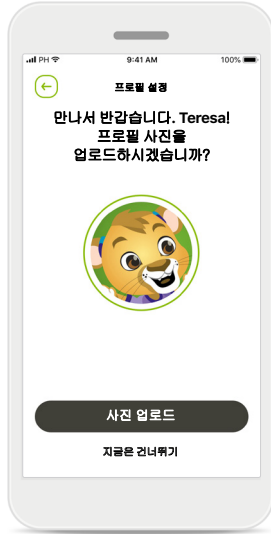 PH 9:41 AM 100%
프로필 설정
만나서 반갑습니다. Teresa!
프로필 사진을
업로드하시겠습니까?
사진 업로드
지금은 건너뛰기